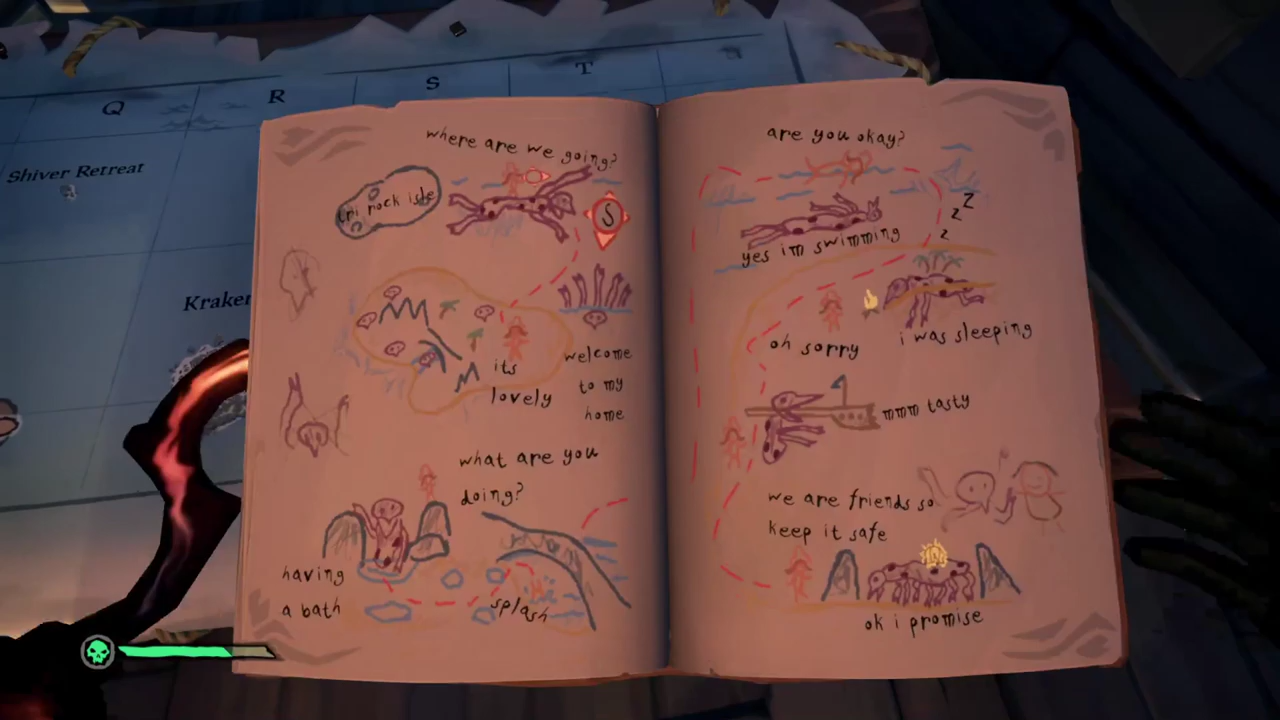 Q
R
S
T
Shiver Retreat
Kraken
where are we going?
tri rock isle
S
its
lovely
welcome
to my
home
what are you
doing?
having
a bath
splash
are you okay?
z z z
yes im swimming
oh sorry
i was sleeping
mmm tasty
we are friends so
keep it safe
ok i promise